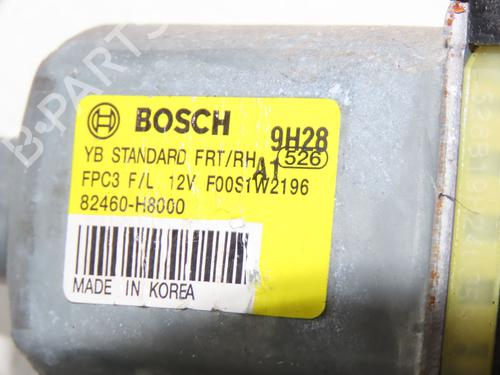 BOSCH 9H28
YB STANDARD FRT/RH A1 526
FPC3 F/L 12V F00S1W2196
82460-H8000
MADE IN KOREA
B-PARTS